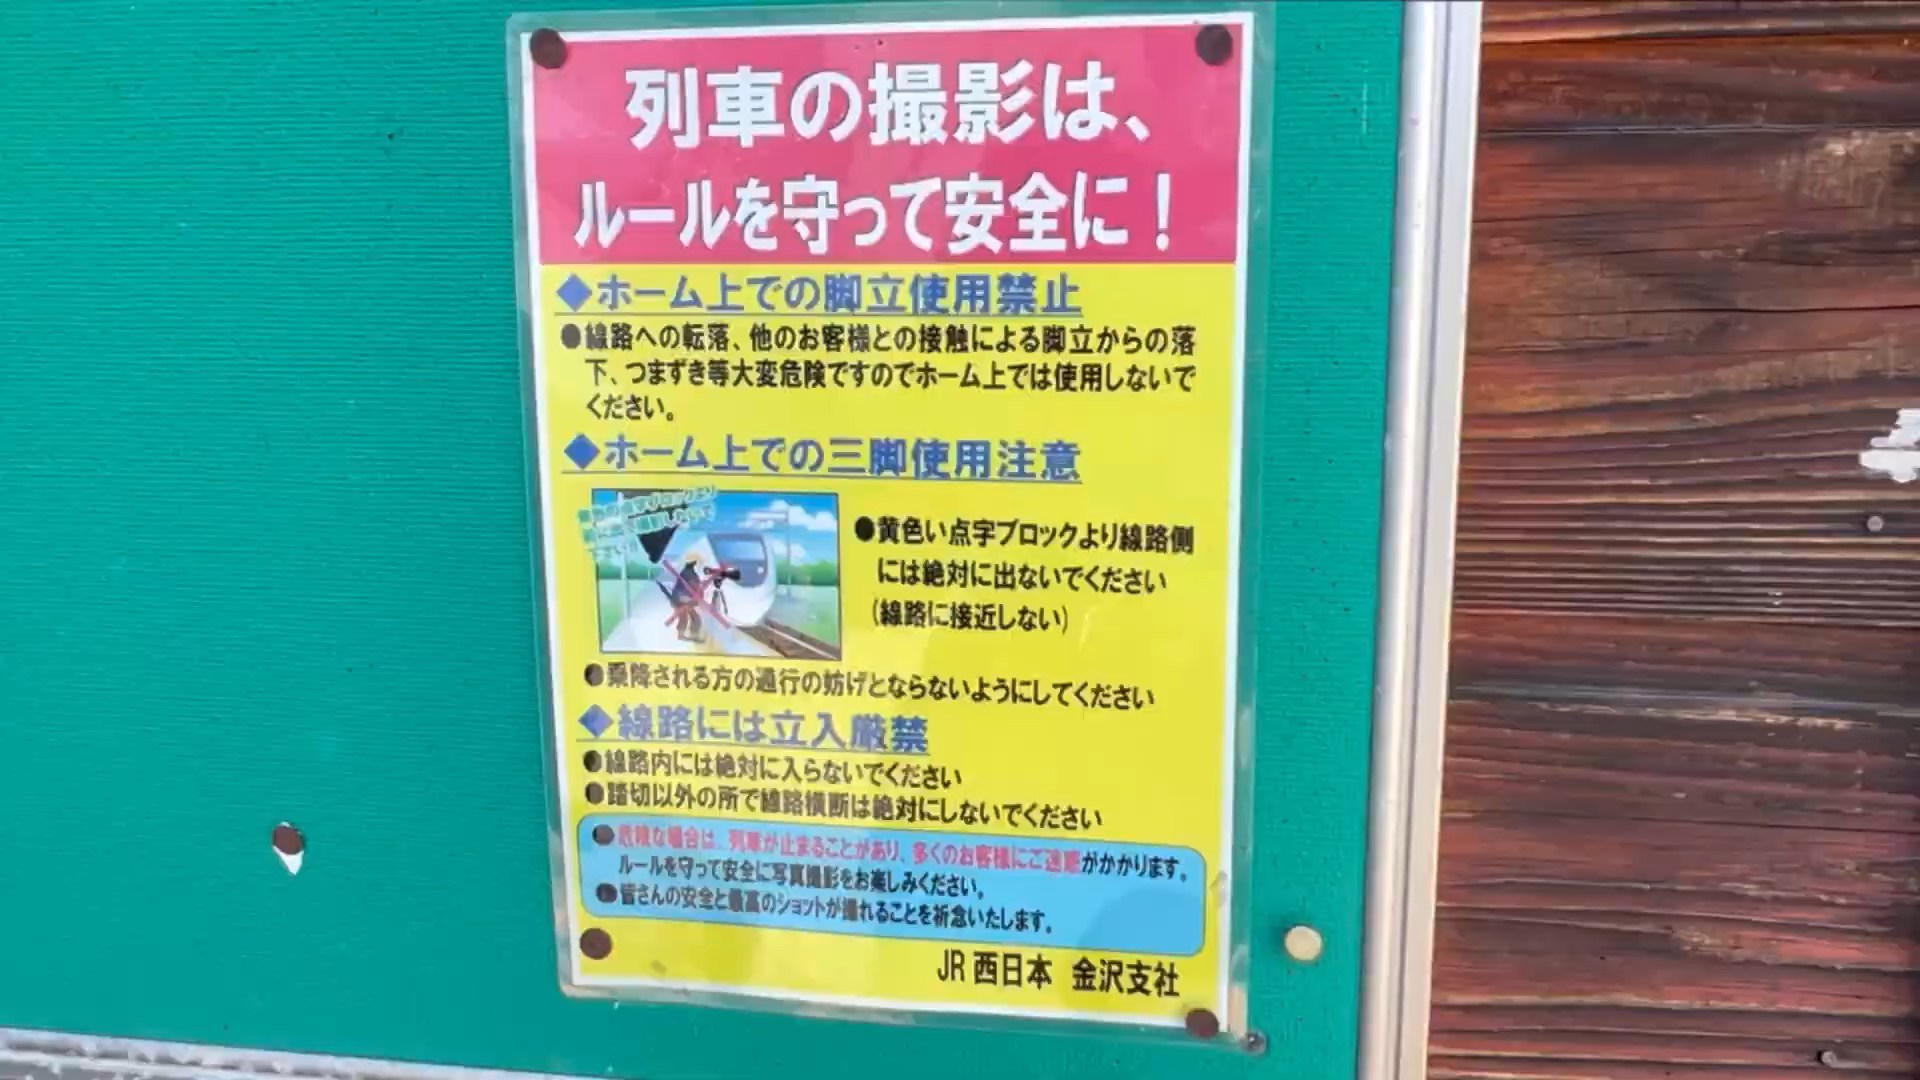 列車の撮影は、
ルールを守って安全に！
◆ホーム上での脚立使用禁止
●線路への転落、他のお客様との接触による脚立からの落
下、つまずき等大変危険ですのでホーム上では使用しないで
ください。
◆ホーム上での三脚使用注意
●黄色い点字ブロックより線路側
には絶対に出ないでください
(線路に接近しない)
●乗降される方の通行の妨げとならないようにしてください
◆線路には立入厳禁
●線路内には絶対に入らないでください
●踏切以外の所で線路横断は絶対にしないでください
●危険な場合は、列車が止まることがあり、多くのお客様にご迷惑がかかります。
ルールを守って安全に写真撮影をお楽しみください。
●皆さんの安全と最高のショットが撮れることを祈念いたします。
JR西日本 金沢支社